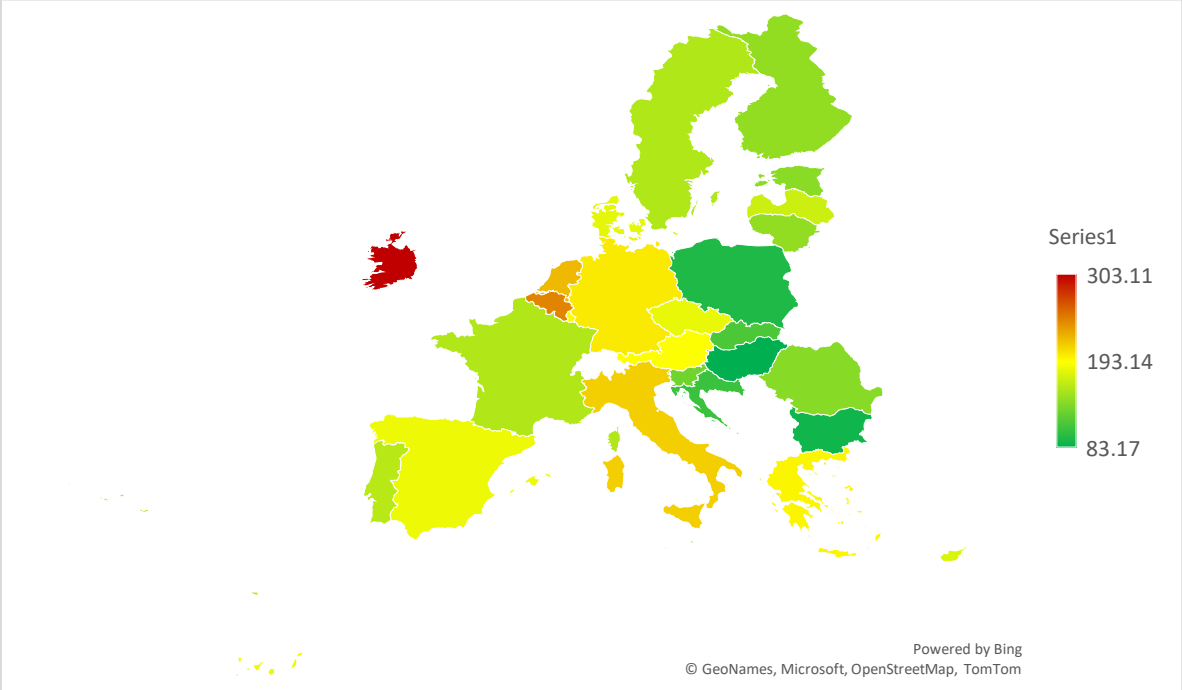 Series1
303.11
193.14
83.17
Powered by Bing
© GeoNames, Microsoft, OpenStreetMap, TomTom